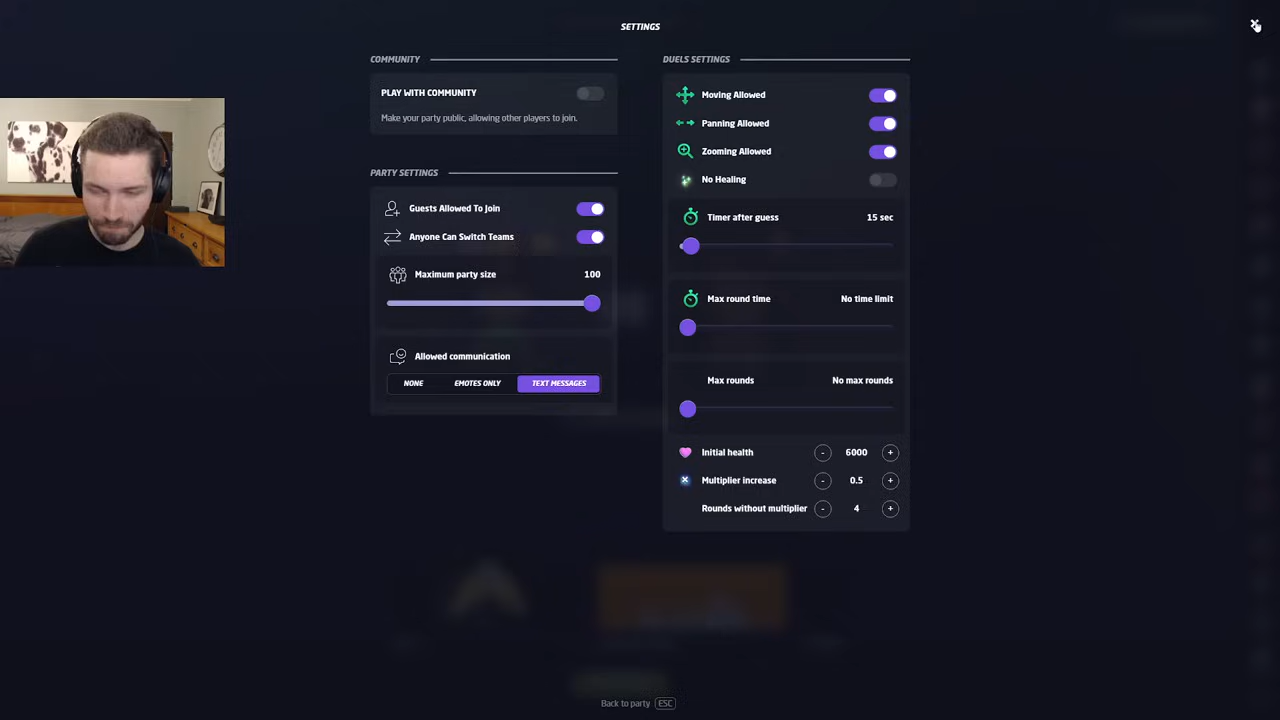 SETTINGS
COMMUNITY
PLAY WITH COMMUNITY
Make your party public, allowing other players to join.
PARTY SETTINGS
Guests Allowed To Join
Anyone Can Switch Teams
Maximum party size 100
Allowed communication
NONE EMOTES ONLY TEXT MESSAGES
DUELS SETTINGS
Moving Allowed
Panning Allowed
Zooming Allowed
No Healing
Timer after guess 15 sec
Max round time No time limit
Max rounds No max rounds
Initial health - 6000 +
Multiplier increase - 0.5 +
Rounds without multiplier - 4 +
Back to party ESC